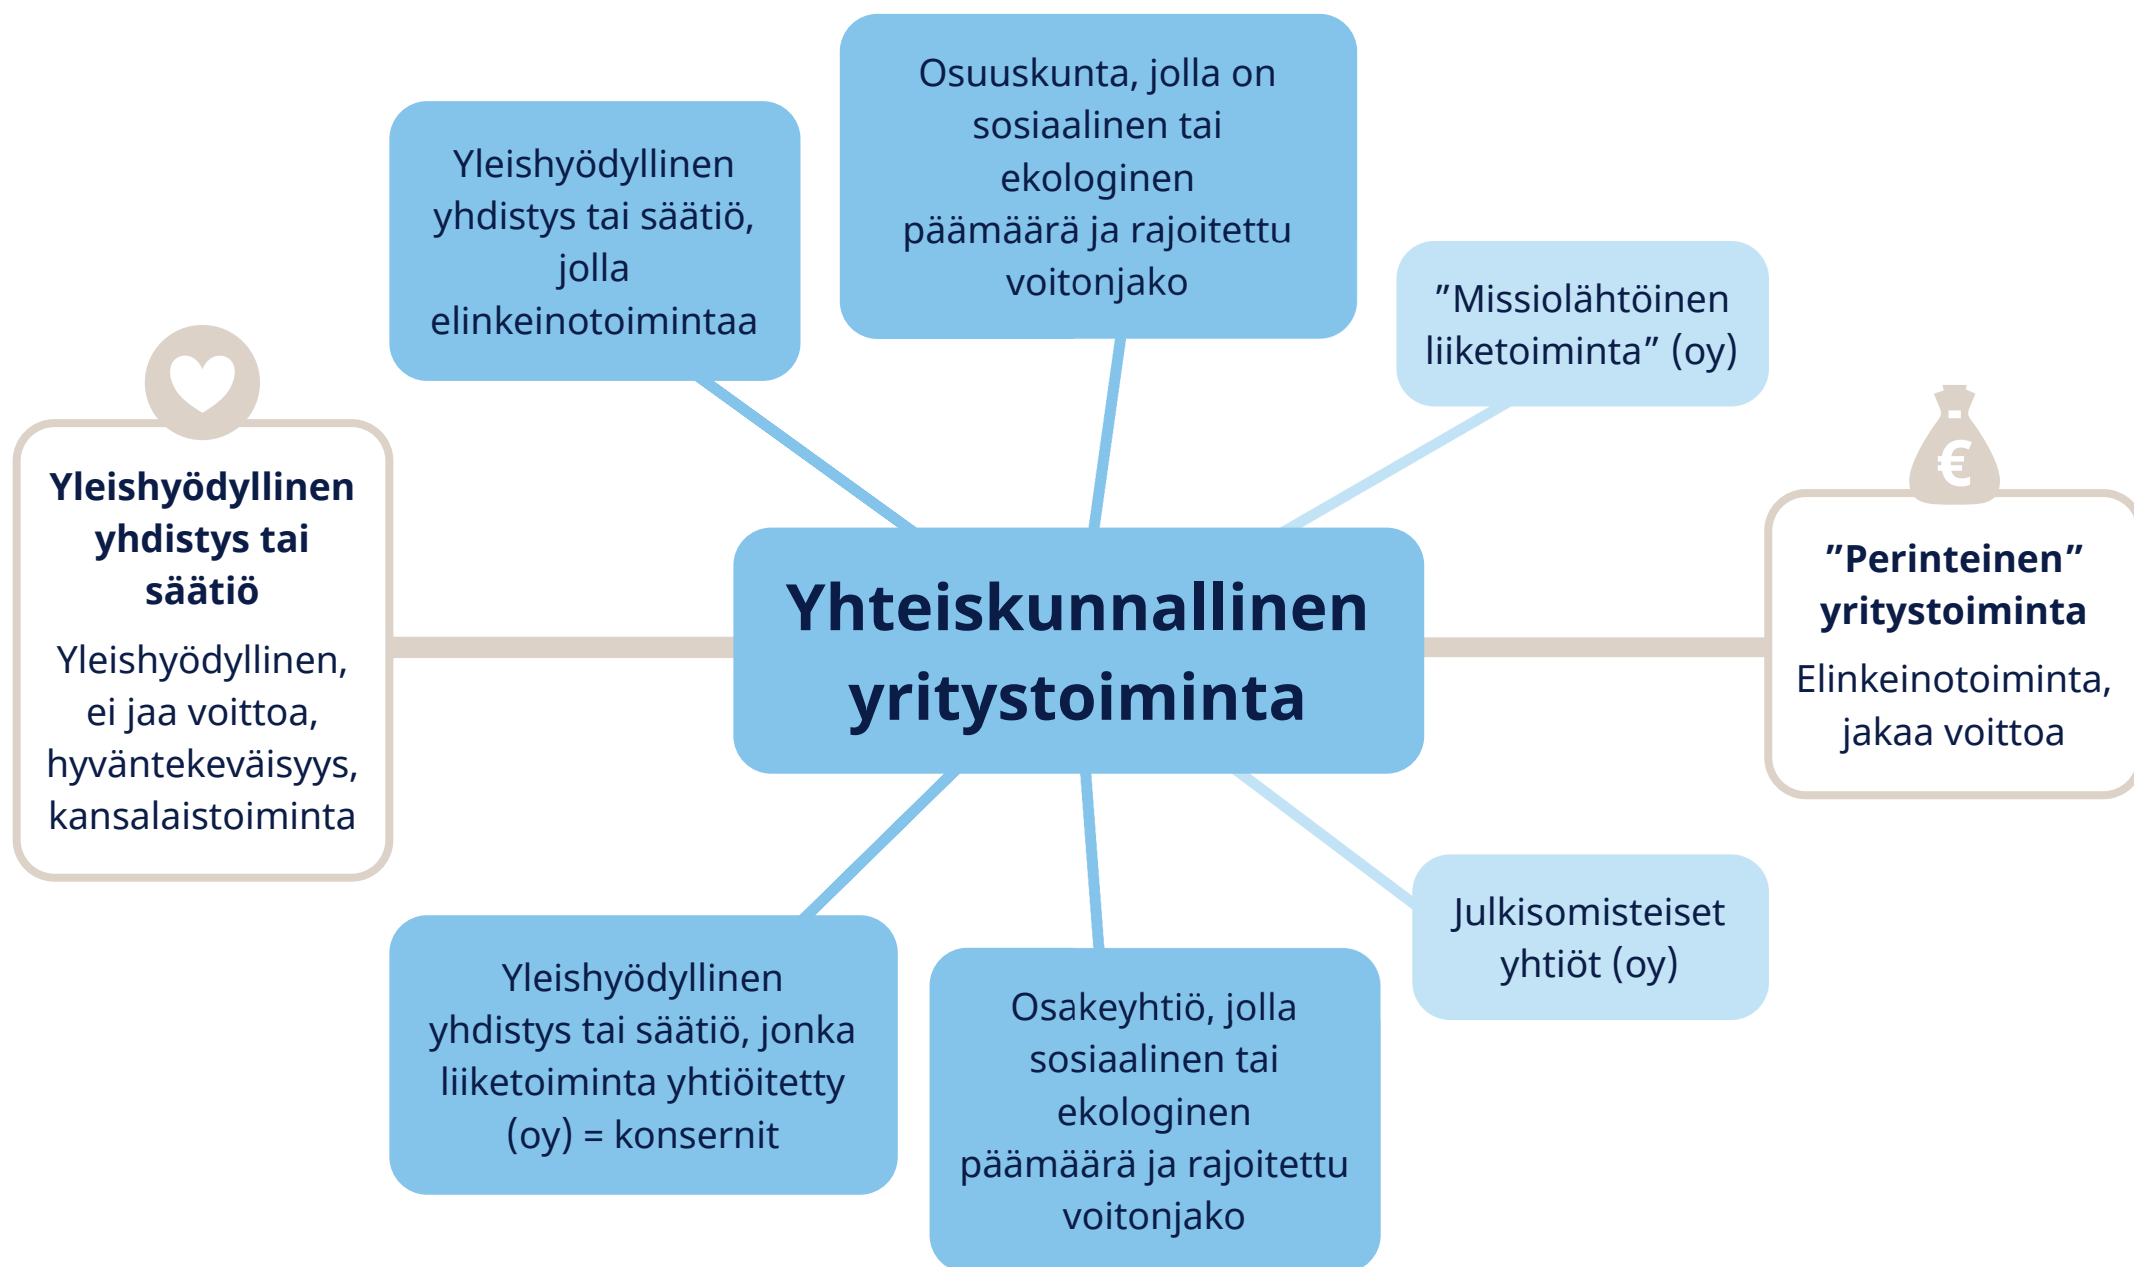 Osuuskunta, jolla on
sosiaalinen tai
ekologinen
päämäärä ja rajoitettu
voitonjako
Yleishyödyllinen
yhdistys tai säätiö,
jolla
elinkeinotoimintaa
”Missiolähtöinen
liiketoiminta” (oy)
Yleishyödyllinen
yhdistys tai
säätiö
Yleishyödyllinen,
ei jaa voittoa,
hyväntekeväisyys,
kansalaistoiminta
Yhteiskunnallinen
yritystoiminta
€
”Perinteinen”
yritystoiminta
Elinkeinotoiminta,
jakaa voittoa
Yleishyödyllinen
yhdistys tai säätiö, jonka
liiketoiminta yhtiöitetty
(oy) = konsernit
Osakeyhtiö, jolla
sosiaalinen tai
ekologinen
päämäärä ja rajoitettu
voitonjako
Julkisomisteiset
yhtiöt (oy)